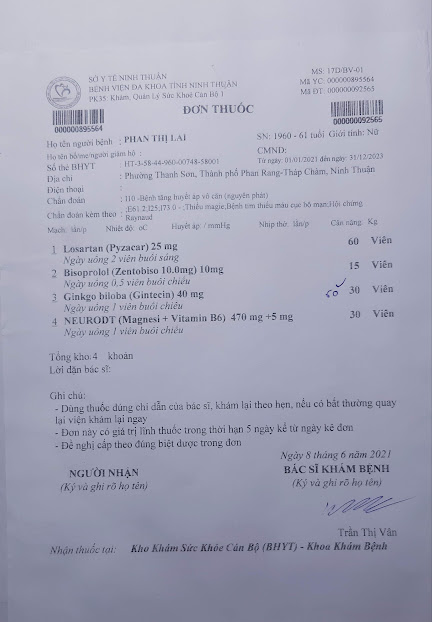 SỞ Y TẾ NINH THUẬN
BỆNH VIỆN ĐA KHOA TỈNH NINH THUẬN
PK35. Khám, Quản Lý Sức Khoẻ Cán Bộ 1
MS: 17D/BV-01
Mã YC: 000000895564
Mã ĐT: 000000092565
000000895564
ĐƠN THUỐC
000000092565
Họ tên người bệnh : PHAN THỊ LAI
SN: 1960 - 61 tuổi Giới tính: Nữ
Họ tên bố/mẹ/người giám hộ :
CMND:
Số thẻ BHYT : HT-3-58-44-960-00748-58001
Từ ngày: 01/01/2021 đến ngày: 31/12/2023
Địa chỉ : Phường Thanh Sơn, Thành phố Phan Rang-Tháp Chàm, Ninh Thuận
Điện thoại :
Chẩn đoán : I10 -Bệnh tăng huyết áp vô căn (nguyên phát)
Chẩn đoán kèm theo : ;E61.2;I25;I73.0 - ;Thiếu magie,Bệnh tim thiếu máu cục bộ mạn;Hội chứng Raynaud
Mạch: lần/p Nhiệt độ: oC Huyết áp: / mmHg Nhịp thở: lần/p Cân nặng: Kg
1 Losartan (Pyzacar) 25 mg 60 Viên
Ngày uống 2 viên buổi sáng
2 Bisoprolol (Zentobiso 10.0mg) 10mg 15 Viên
Ngày uống 0.5 viên buổi chiều
3 Ginkgo biloba (Gintecin) 40 mg 30 Viên
Ngày uống 1 viên buổi chiều
4 NEURODT (Magnesi + Vitamin B6) 470 mg +5 mg 30 Viên
Ngày uống 1 viên buổi chiều
Tổng kho:4 khoản
Lời dặn bác sĩ:
Ghi chú:
- Dùng thuốc đúng chỉ dẫn của bác sĩ, khám lại theo hẹn, nếu có bất thường quay
lại viện khám lại ngay
- Đơn này có giá trị lĩnh thuốc trong thời hạn 5 ngày kể từ ngày kê đơn
- Đề nghị cấp theo đúng biệt dược trong đơn
Ngày 8 tháng 6 năm 2021
NGƯỜI NHẬN
BÁC SĨ KHÁM BỆNH
(Ký và ghi rõ họ tên)
(Ký và ghi rõ họ tên)
Trần Thị Vân
Nhận thuốc tại: Kho Khám Sức Khỏe Cán Bộ (BHYT) - Khoa Khám Bệnh